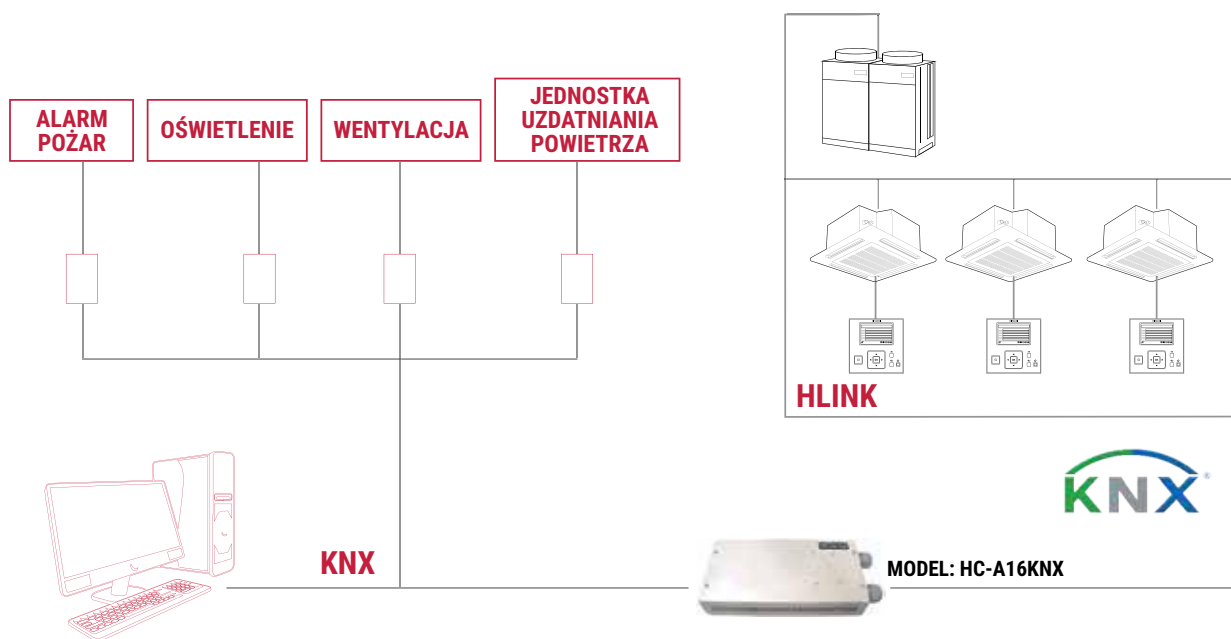 ALARM
POŻAR
OŚWIETLENIE
WENTYLACJA
JEDNOSTKA
UZDATNIANIA
POWIETRZA
HLINK
KNX
KNX
®
MODEL: HC-A16KNX